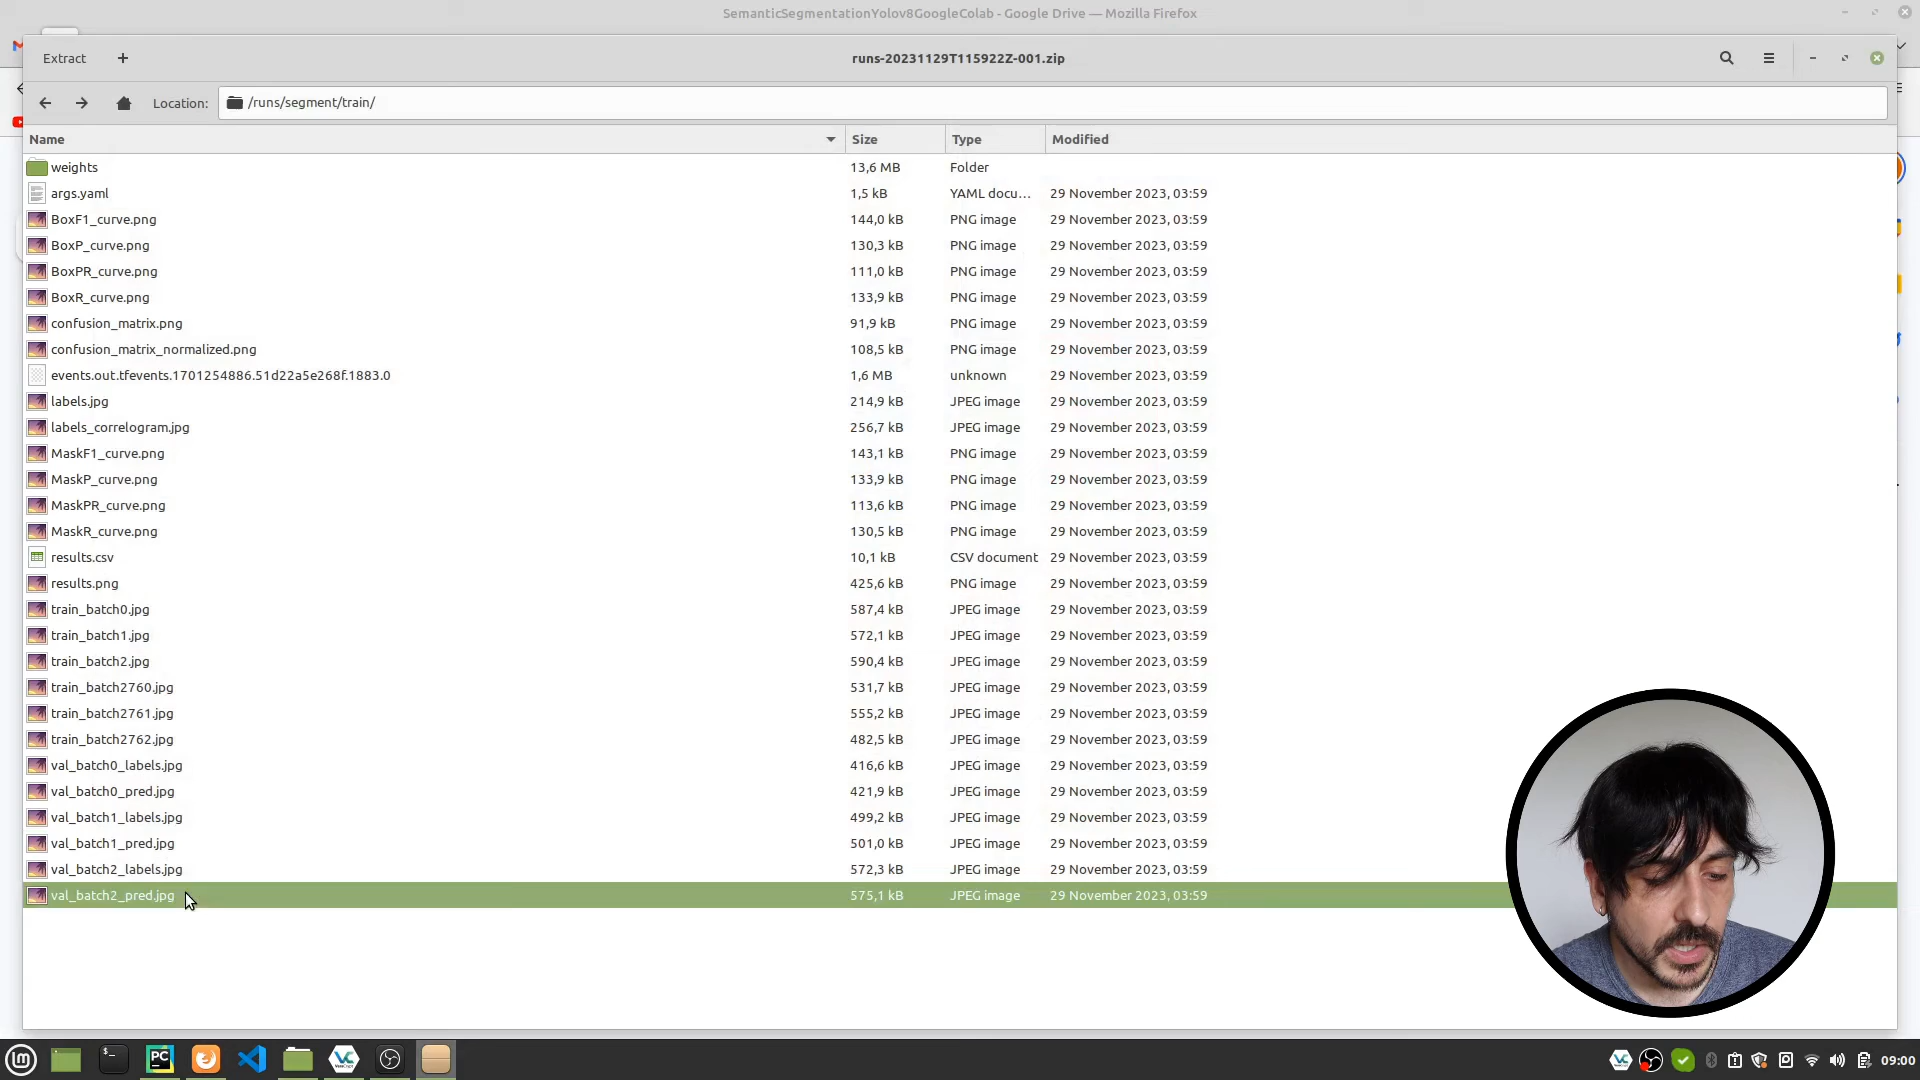 SemanticSegmentationYolov8GoogleColab - Google Drive — Mozilla Firefox
Extract
runs-20231129T115922Z-001.zip
Location: /runs/segment/train/
Name Size Type Modified
weights 13,6 MB Folder
args.yaml 1,5 kB YAML docu... 29 November 2023, 03:59
BoxF1_curve.png 144,0 kB PNG image 29 November 2023, 03:59
BoxP_curve.png 130,3 kB PNG image 29 November 2023, 03:59
BoxPR_curve.png 111,0 kB PNG image 29 November 2023, 03:59
BoxR_curve.png 133,9 kB PNG image 29 November 2023, 03:59
confusion_matrix.png 91,9 kB PNG image 29 November 2023, 03:59
confusion_matrix_normalized.png 108,5 kB PNG image 29 November 2023, 03:59
events.out.tfevents.1701254886.51d22a5e268f.1883.0 1,6 MB unknown 29 November 2023, 03:59
labels.jpg 214,9 kB JPEG image 29 November 2023, 03:59
labels_correlogram.jpg 256,7 kB JPEG image 29 November 2023, 03:59
MaskF1_curve.png 143,1 kB PNG image 29 November 2023, 03:59
MaskP_curve.png 133,9 kB PNG image 29 November 2023, 03:59
MaskPR_curve.png 113,6 kB PNG image 29 November 2023, 03:59
MaskR_curve.png 130,5 kB PNG image 29 November 2023, 03:59
results.csv 10,1 kB CSV document 29 November 2023, 03:59
results.png 425,6 kB PNG image 29 November 2023, 03:59
train_batch0.jpg 587,4 kB JPEG image 29 November 2023, 03:59
train_batch1.jpg 572,1 kB JPEG image 29 November 2023, 03:59
train_batch2.jpg 590,4 kB JPEG image 29 November 2023, 03:59
train_batch2760.jpg 531,7 kB JPEG image 29 November 2023, 03:59
train_batch2761.jpg 555,2 kB JPEG image 29 November 2023, 03:59
train_batch2762.jpg 482,5 kB JPEG image 29 November 2023, 03:59
val_batch0_labels.jpg 416,6 kB JPEG image 29 November 2023, 03:59
val_batch0_pred.jpg 421,9 kB JPEG image 29 November 2023, 03:59
val_batch1_labels.jpg 499,2 kB JPEG image 29 November 2023, 03:59
val_batch1_pred.jpg 501,0 kB JPEG image 29 November 2023, 03:59
val_batch2_labels.jpg 572,3 kB JPEG image 29 November 2023, 03:59
val_batch2_pred.jpg 575,1 kB JPEG image 29 November 2023, 03:59
PC
09:00